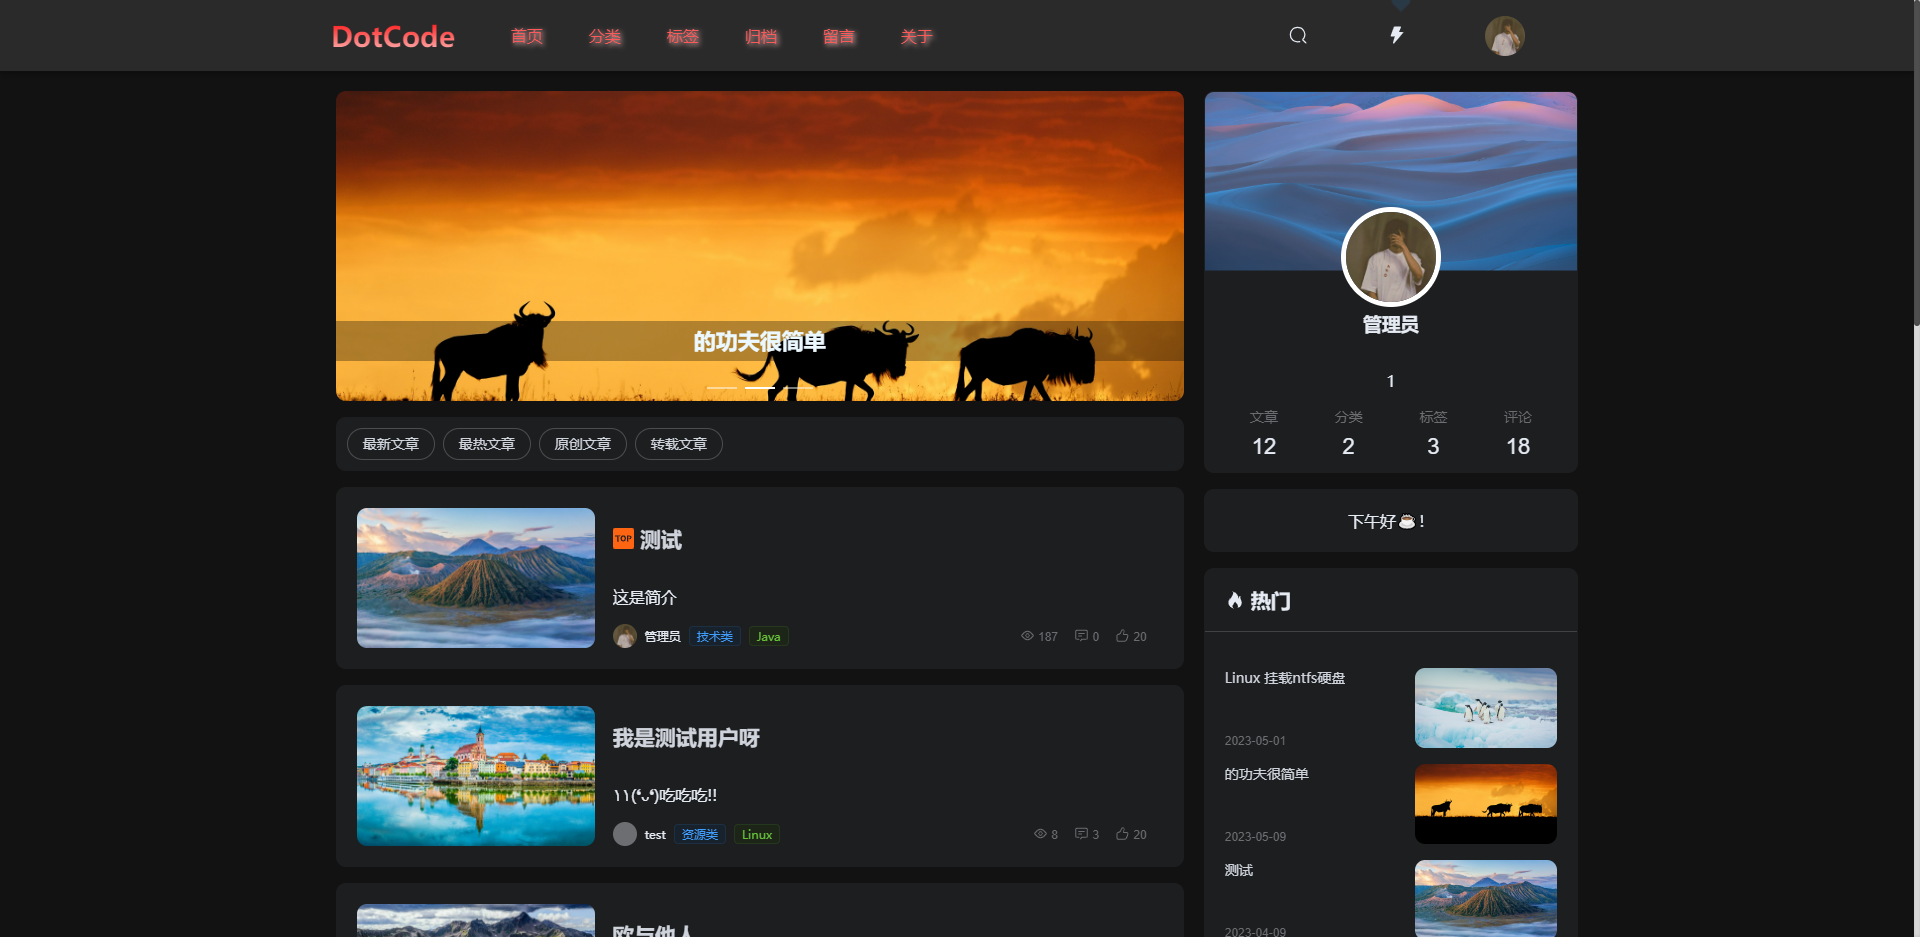 DotCode 首页 分类 标签 归档 留言 关于
的功夫很简单
最新文章 最热文章 原创文章 转载文章
TOP 测试
这是简介
管理员 技术类 Java 187 0 20
我是测试用户呀
吃吃吃!!
test 资源类 Linux 8 3 20
欧与他人
管理员
1
文章 分类 标签 评论
12 2 3 18
下午好☕！
热门
Linux 挂载ntfs硬盘
2023-05-01
的功夫很简单
2023-05-09
测试
2023-04-09